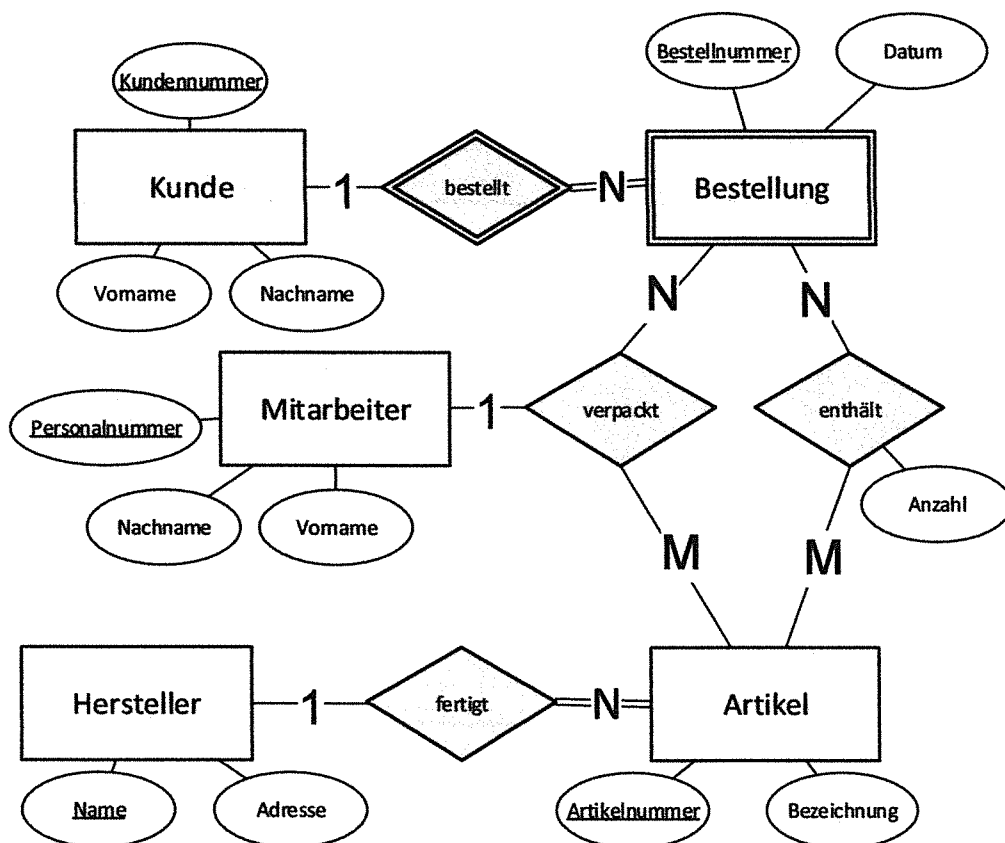 Kundennummer
Bestellnummer
Datum
Kunde
1
bestellt
N
Bestellung
Vorname
Nachname
N
N
Mitarbeiter
1
verpackt
enthält
Personalnummer
Nachname
Vorname
Anzahl
M
M
Hersteller
1
fertigt
N
Artikel
Name
Adresse
Artikelnummer
Bezeichnung